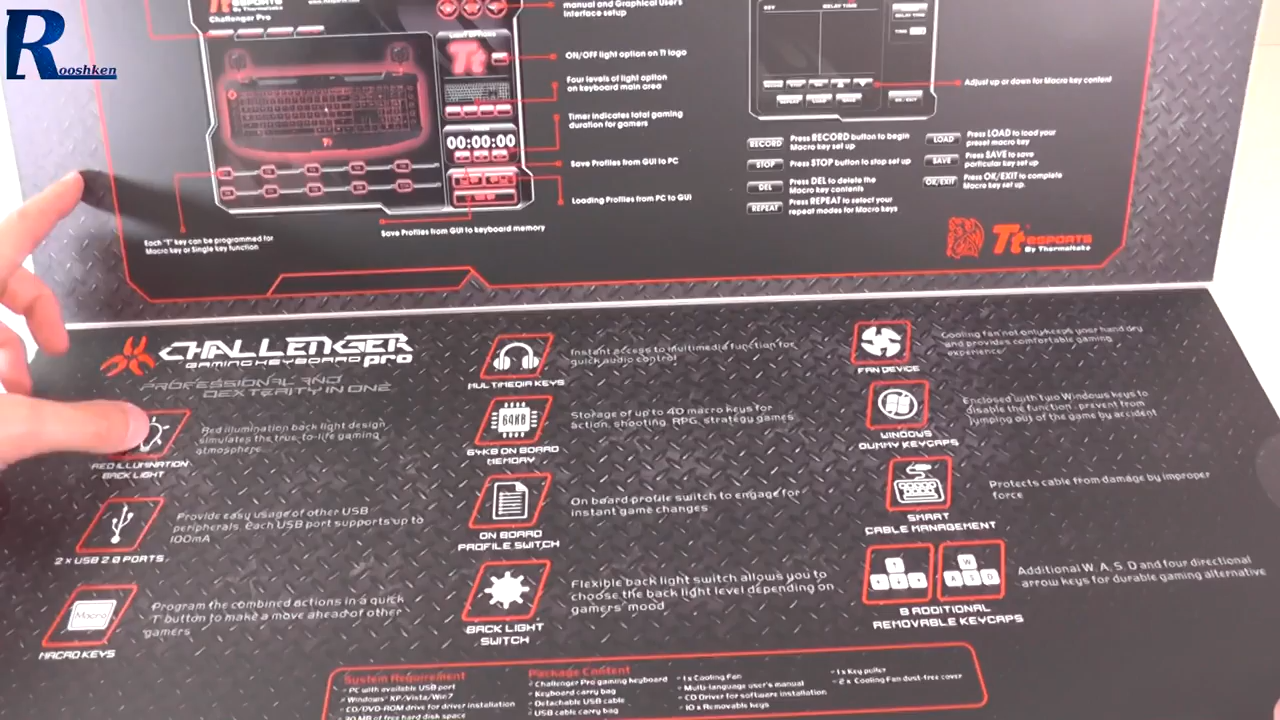 Rooshken
Tt eSPORTS
Challenger Pro
manual and Graphical User's
Interface setup
LIGHT OPTIONS
Tt
ON/OFF light option on Tt logo
Four levels of light option
on keyboard main area
Timer indicates total gaming
duration for gamers
00:00:00
Save Profiles from GUI to PC
Loading Profiles from PC to GUI
Save Profiles from GUI to keyboard memory
Each "T" key can be programmed for
Macro key or Single key function
KEY
DELAY TIME
Adjust up or down for Macro key content
RECORD
Press RECORD button to begin
Macro key set up
STOP
Press STOP button to stop set up
DEL
Press DEL to delete the
Macro key contents
REPEAT
Press REPEAT to select your
repeat modes for Macro keys
LOAD
Press LOAD to load your
preset macro key
SAVE
Press SAVE to save
particular key set up
OK/EXIT
Press OK/EXIT to complete
Macro key set up.
Tt eSPORTS
By Thermaltake
CHALLENGER
GAMING KEYBOARD pro
PROFESSIONAL AND
DEXTERITY IN ONE
RED ILLUMINATION
BACK LIGHT
Red illumination back light design
simulates the true-to-life gaming
atmosphere.
2 x USB 2.0 PORTS
Provide easy usage of other USB
peripherals. Each USB port supports up to
100mA
Macro
MACRO KEYS
Program the combined actions in a quick
'T' button to make a move ahead of other
gamers
MULTIMEDIA KEYS
Instant access to multimedia function for
quick audio control
64KB
64KB ON BOARD
MEMORY
Storage of up to 40 macro keys for
action, shooting, RPG, strategy games
ON BOARD
PROFILE SWITCH
On board profile switch to engage for
instant game changes
BACK LIGHT
SWITCH
Flexible back light switch allows you to
choose the back light level depending on
gamers' mood
FAN DEVICE
Cooling fan not only keeps your hand dry
and provides comfortable gaming
experience
WINDOWS
DUMMY KEYCAPS
Enclosed with two Windows keys to
disable the function, prevent from
jumping out of the game by accident
SMART
CABLE MANAGEMENT
Protects cable from damage by improper
force
W
A S D
8 ADDITIONAL
REMOVABLE KEYCAPS
Additional W, A, S, D and four directional
arrow keys for durable gaming alternative
System Requirement
PC with available USB port
Windows® XP/Vista/Win 7
CD/DVD-ROM drive for driver installation
20 MB of free hard disk space
Package Content
Challenger Pro gaming keyboard
Keyboard carry bag
Detachable USB cable
USB cable carry bag
1 x Cooling Fan
Multi-language user's manual
CD Driver for software installation
10 x Removable keys
1 x Key puller
2 x Cooling Fan dust-free cover